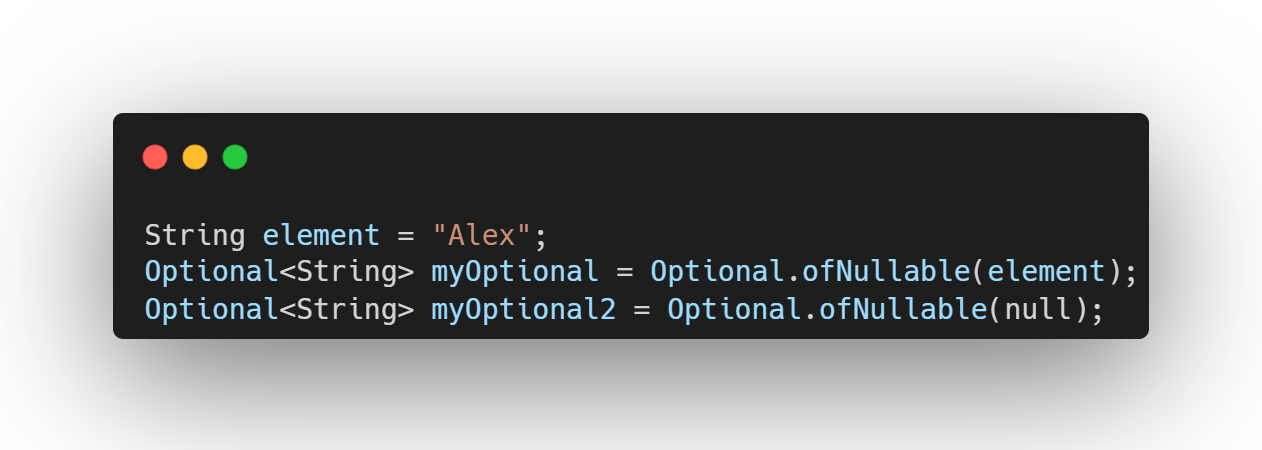 String element = "Alex";
Optional<String> myOptional = Optional.ofNullable(element);
Optional<String> myOptional2 = Optional.ofNullable(null);